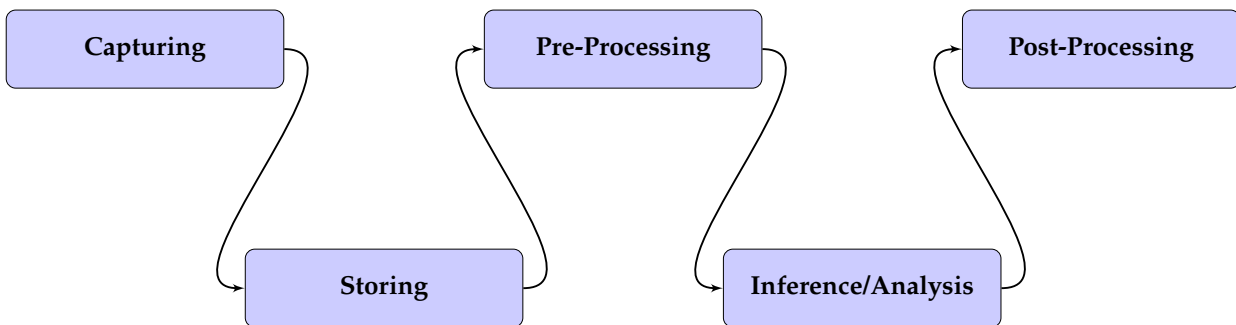 Capturing
Storing
Pre-Processing
Inference/Analysis
Post-Processing